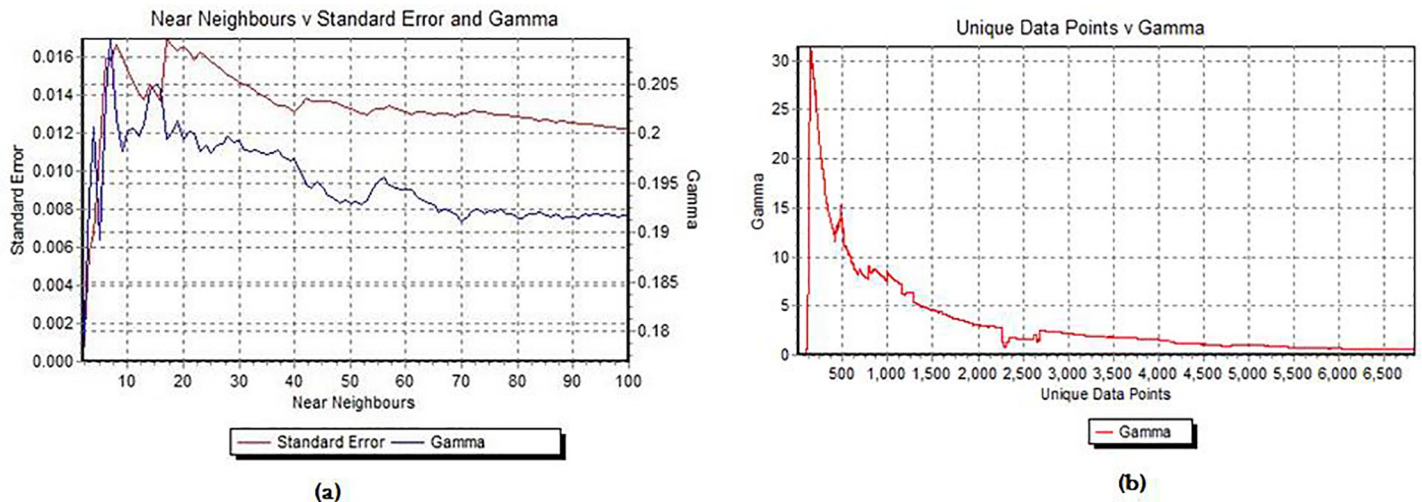 Near Neighbours v Standard Error and Gamma
Standard Error
0.016
0.014
0.012
0.010
0.008
0.006
0.004
0.002
0.000
0.205
0.2
0.195
0.19
0.185
0.18
Gamma
10 20 30 40 50 60 70 80 90 100
Near Neighbours
Standard Error Gamma
(a)
Unique Data Points v Gamma
Gamma
30
25
20
15
10
5
0
500 1,000 1,500 2,000 2,500 3,000 3,500 4,000 4,500 5,000 5,500 6,000 6,500
Unique Data Points
Gamma
(b)